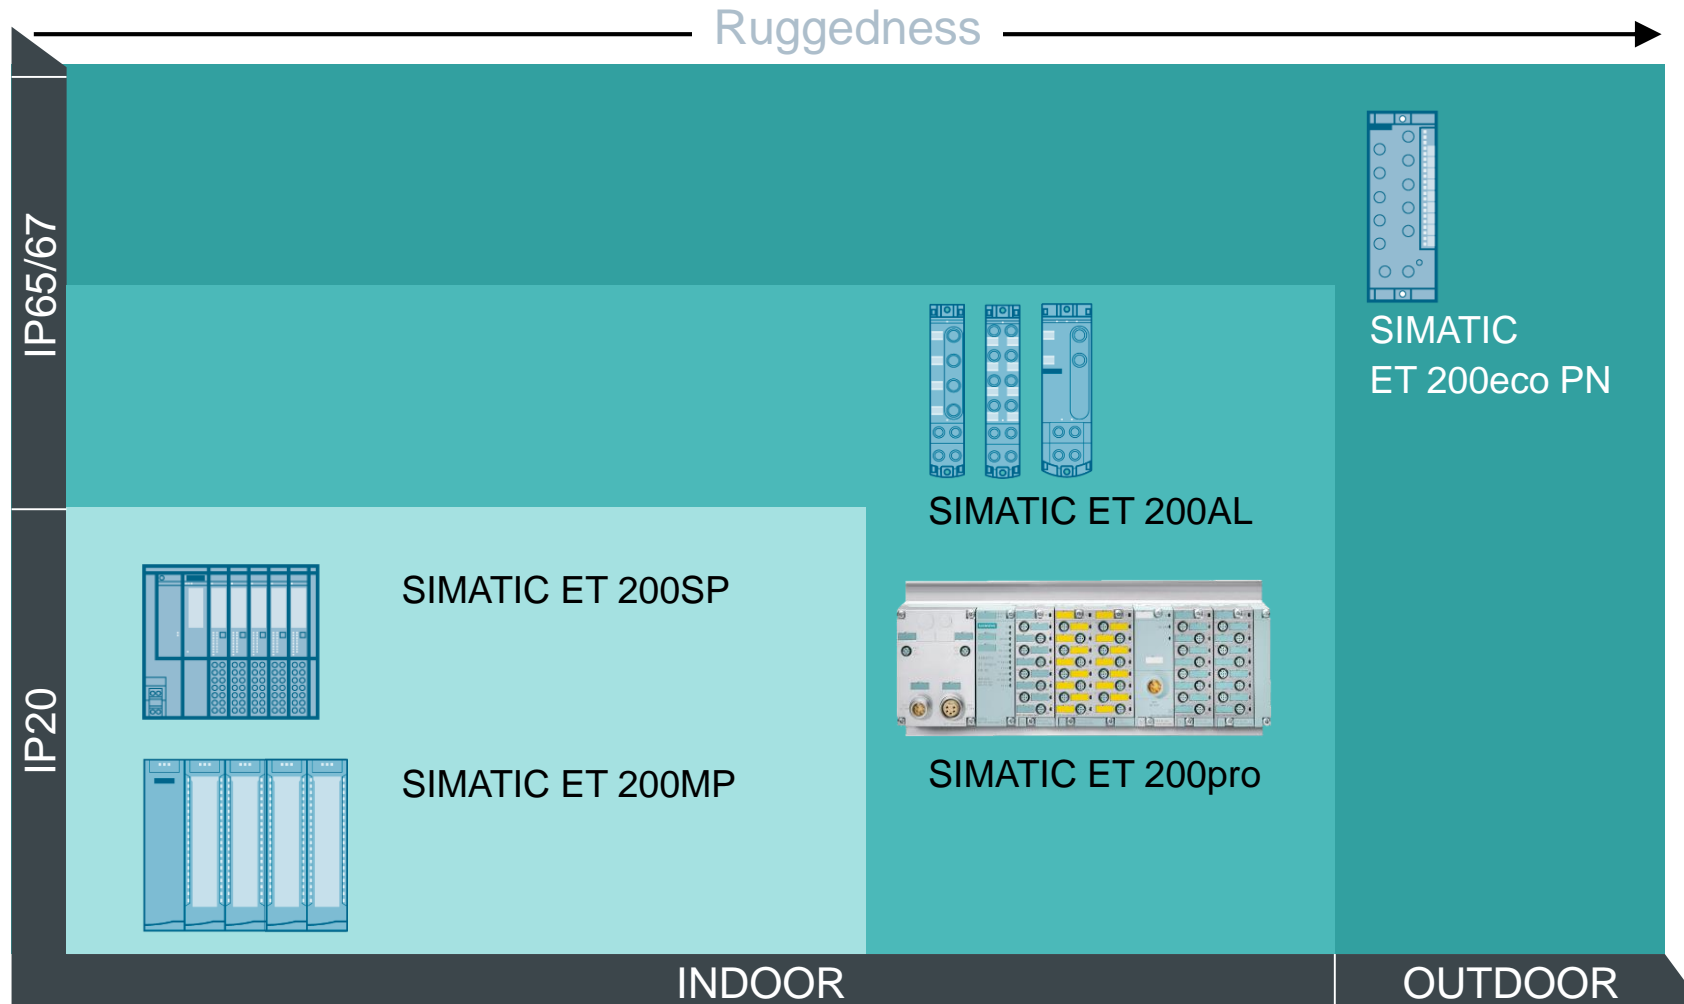 Ruggedness
IP65/67
SIMATIC
ET 200eco PN
SIMATIC ET 200AL
IP20
SIMATIC ET 200SP
SIMATIC ET 200MP
SIMATIC ET 200pro
INDOOR
OUTDOOR